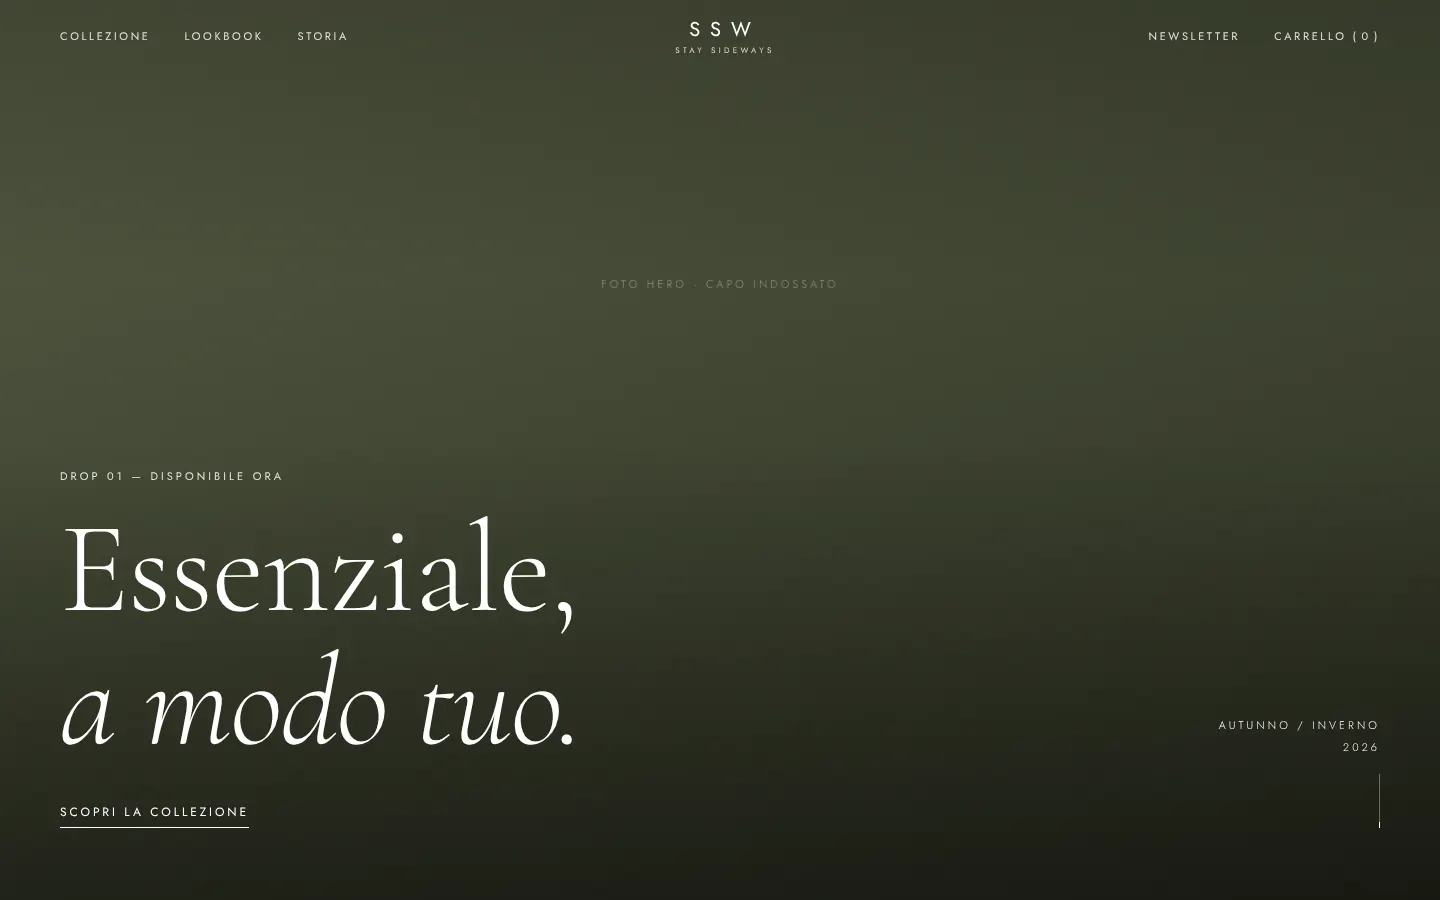 COLLEZIONE LOOKBOOK STORIA
SSW
STAY SIDEWAYS
NEWSLETTER CARRELLO (0)
FOTO HERO · CAPO INDOSSATO
DROP 01 — DISPONIBILE ORA
Essenziale,
a modo tuo.
SCOPRI LA COLLEZIONE
AUTUNNO / INVERNO
2026